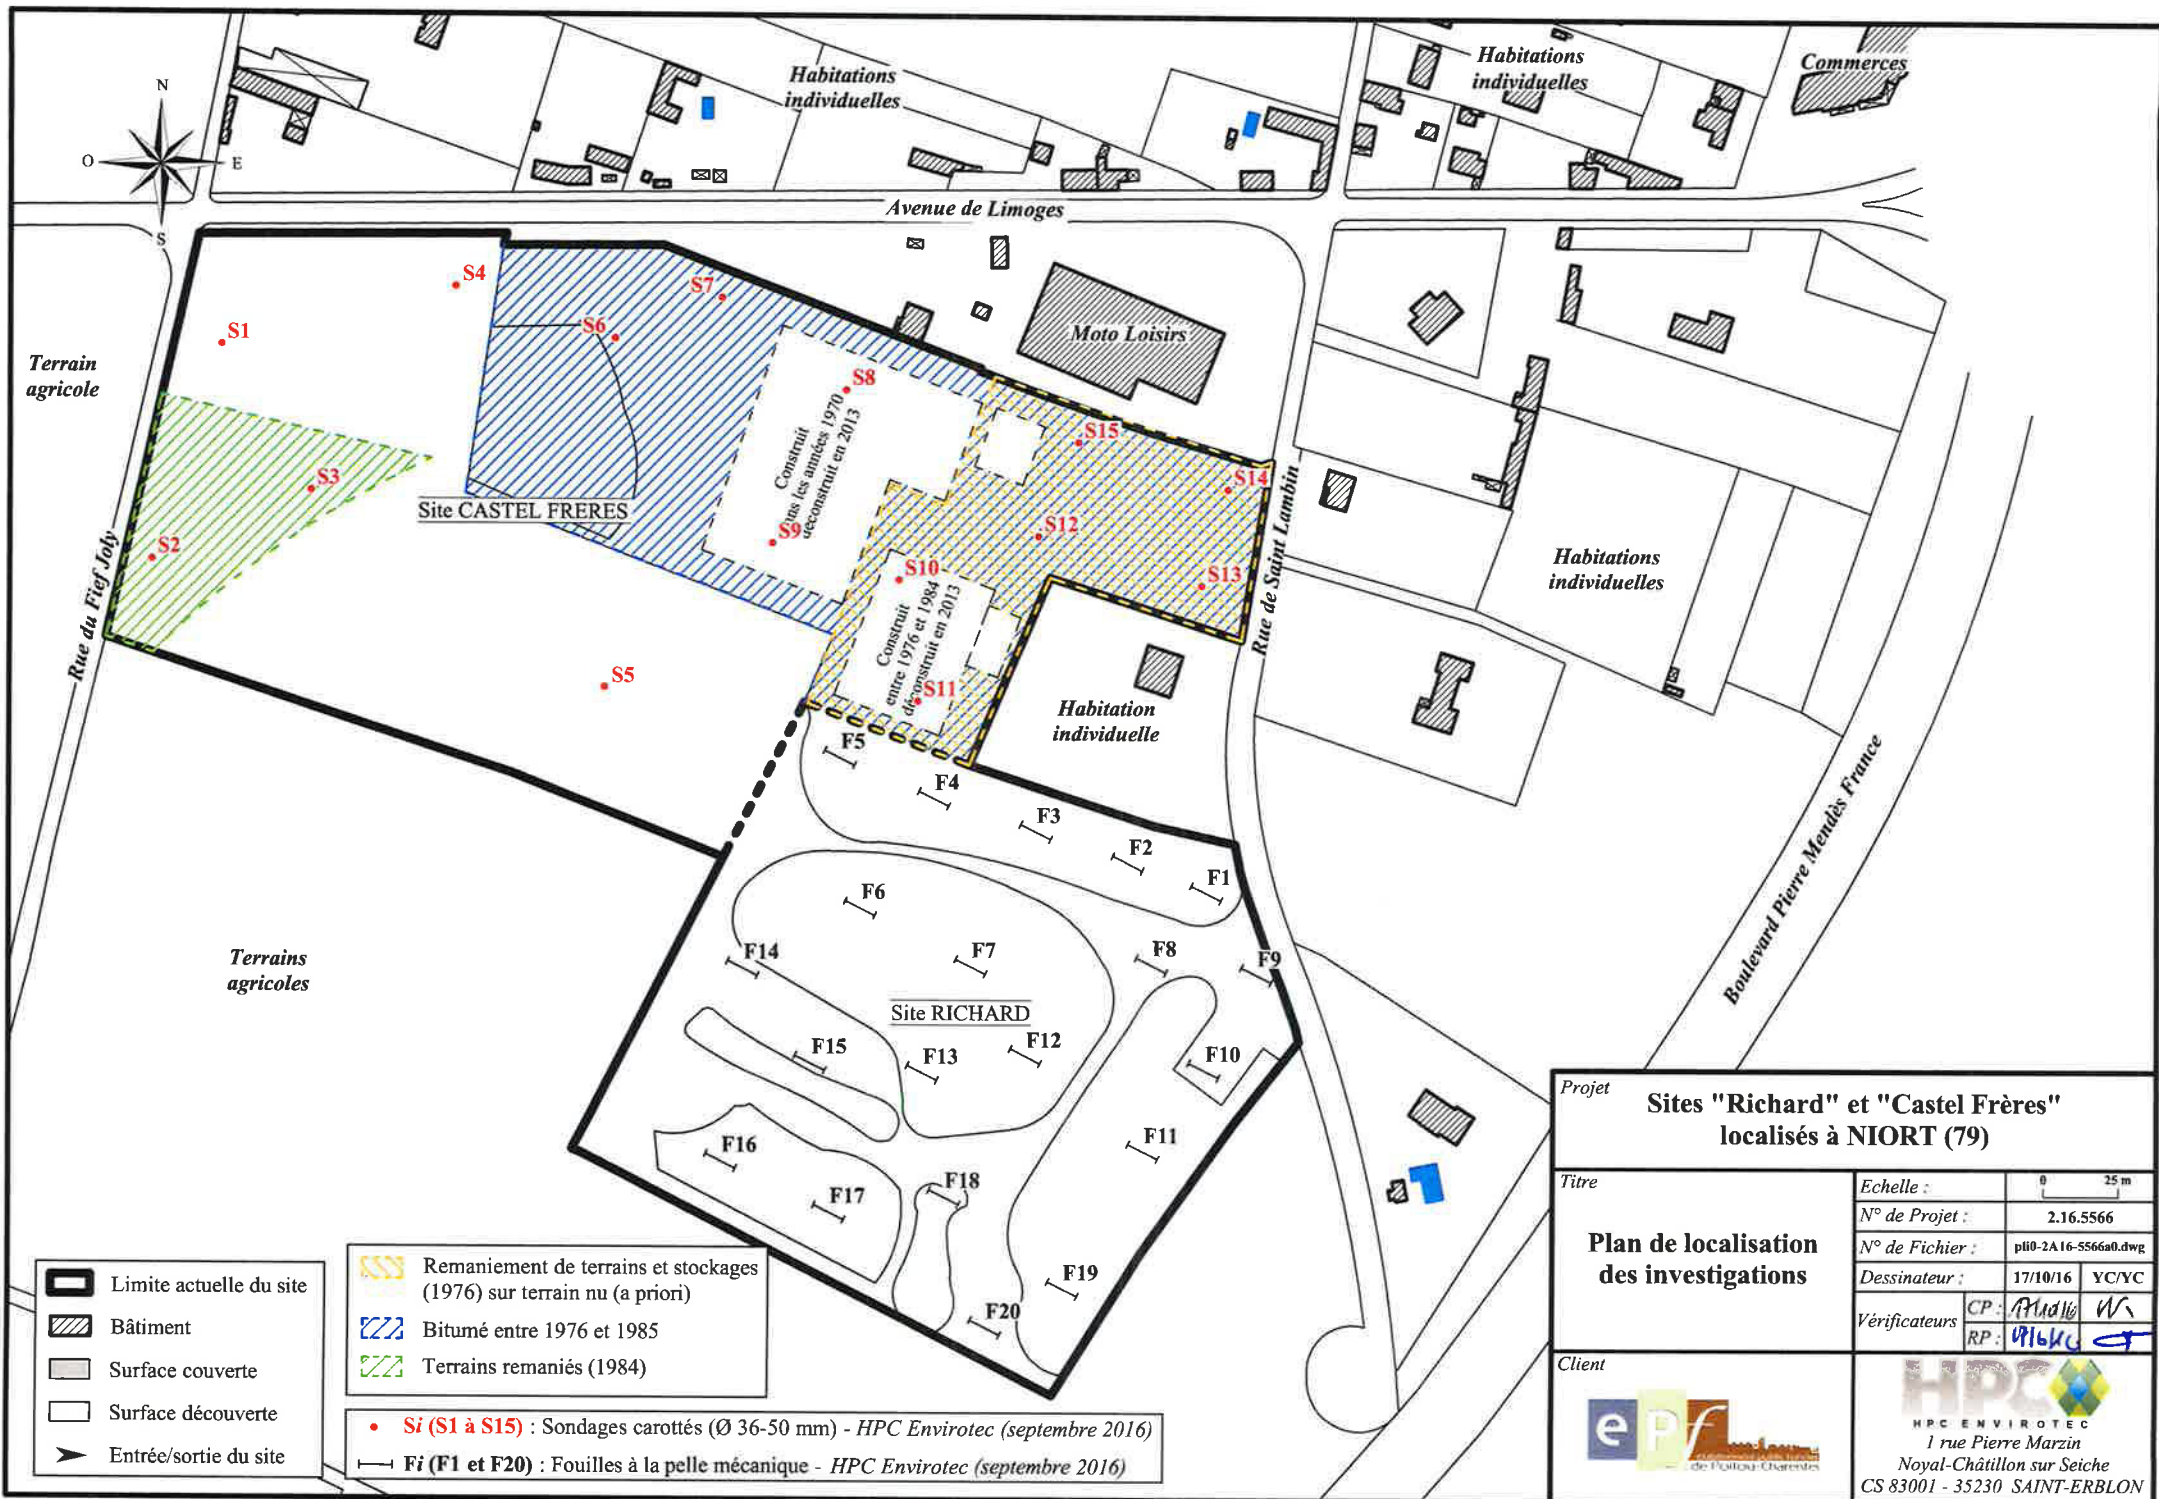 Habitations
individuelles
Habitations
individuelles
Commerces
N
O
E
S
Avenue de Limoges
Terrain
agricole
S4
S1
S7
S6
Moto Loisirs
S8
S15
S14
S3
S2
Site CASTEL FRERES
Construit
ans les années 1970
déconstruit en 2013
S9
S12
S10
S13
Construit
entre 1976 et 1984
déconstruit en 2013
S11
S5
Rue du Fief Joly
Rue de Saint Lambin
Habitations
individuelles
Habitation
individuelle
Boulevard Pierre Mendès France
F5
F4
F3
F2
F1
F6
F7
F8
F9
F14
Terrains
agricoles
Site RICHARD
F15
F13
F12
F10
F11
F16
F17
F18
F19
F20
Limite actuelle du site
Bâtiment
Surface couverte
Surface découverte
Entrée/sortie du site
Remaniement de terrains et stockages
(1976) sur terrain nu (a priori)
Bitumé entre 1976 et 1985
Terrains remaniés (1984)
Si (S1 à S15) : Sondages carottés (Ø 36-50 mm) - HPC Envirotec (septembre 2016)
Fi (F1 et F20) : Fouilles à la pelle mécanique - HPC Envirotec (septembre 2016)
Projet
Sites "Richard" et "Castel Frères"
localisés à NIORT (79)
Titre
Plan de localisation
des investigations
Echelle :
0 25 m
N° de Projet :
2.16.5566
N° de Fichier :
pli0-2A16-5566a0.dwg
Dessinateur :
17/10/16 YC/YC
Vérificateurs
CP :
RP :
Client
ePf
de Poitou-Charentes
HPC
HPC ENVIROTEC
1 rue Pierre Marzin
Noyal-Châtillon sur Seiche
CS 83001 - 35230 SAINT-ERBLON